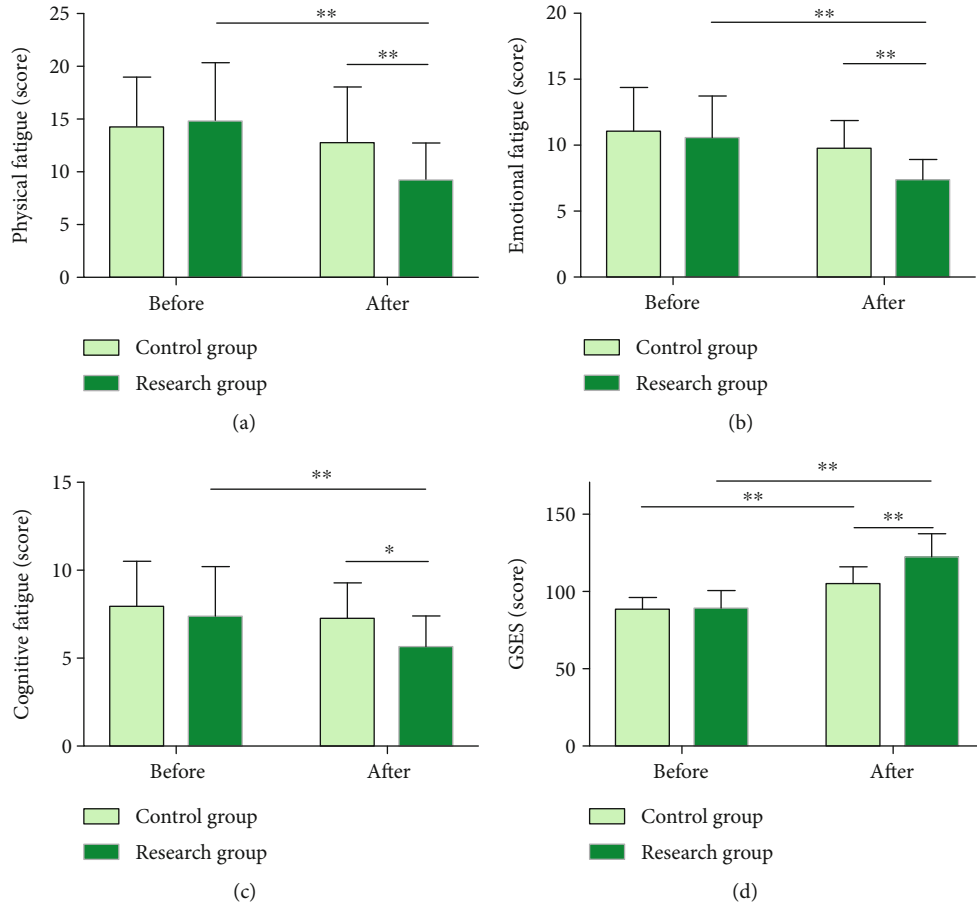 **
**
25
20
15
10
5
0
Physical fatigue (score)
Before
After
Control group
Research group
(a)
**
**
20
15
10
5
0
Emotional fatigue (score)
Before
After
Control group
Research group
(b)
**
*
15
10
5
0
Cognitive fatigue (score)
Before
After
Control group
Research group
(c)
**
**
**
150
100
50
0
GSES (score)
Before
After
Control group
Research group
(d)